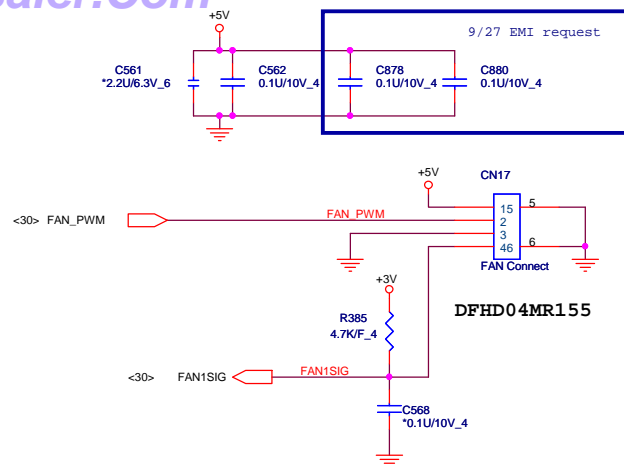 +5V
9/27 EMI request
C561
*2.2U/6.3V_6
C562
0.1U/10V_4
C878
0.1U/10V_4
C880
0.1U/10V_4
+5V
CN17
<30> FAN_PWM
FAN_PWM
15
2
3
46
5
6
FAN Connect
+3V
DFHD04MR155
R385
4.7K/F_4
<30> FAN1SIG
FAN1SIG
C568
*0.1U/10V_4